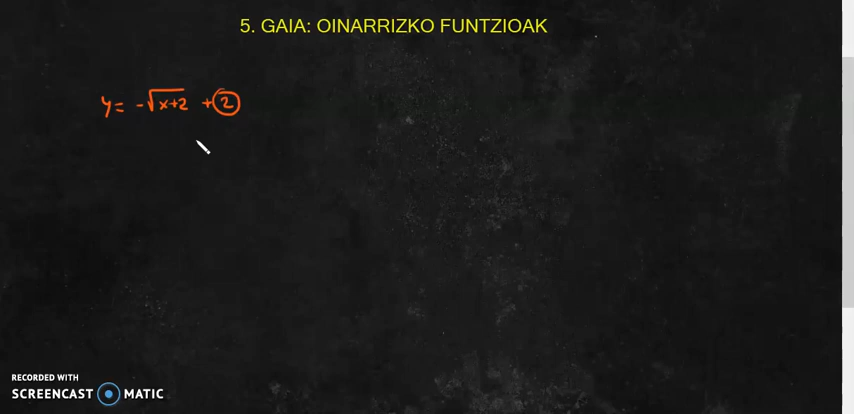 5. GAIA: OINARRIZKO FUNTZIOAK
y = -√x+2 + 2
RECORDED WITH
SCREENCAST MATIC